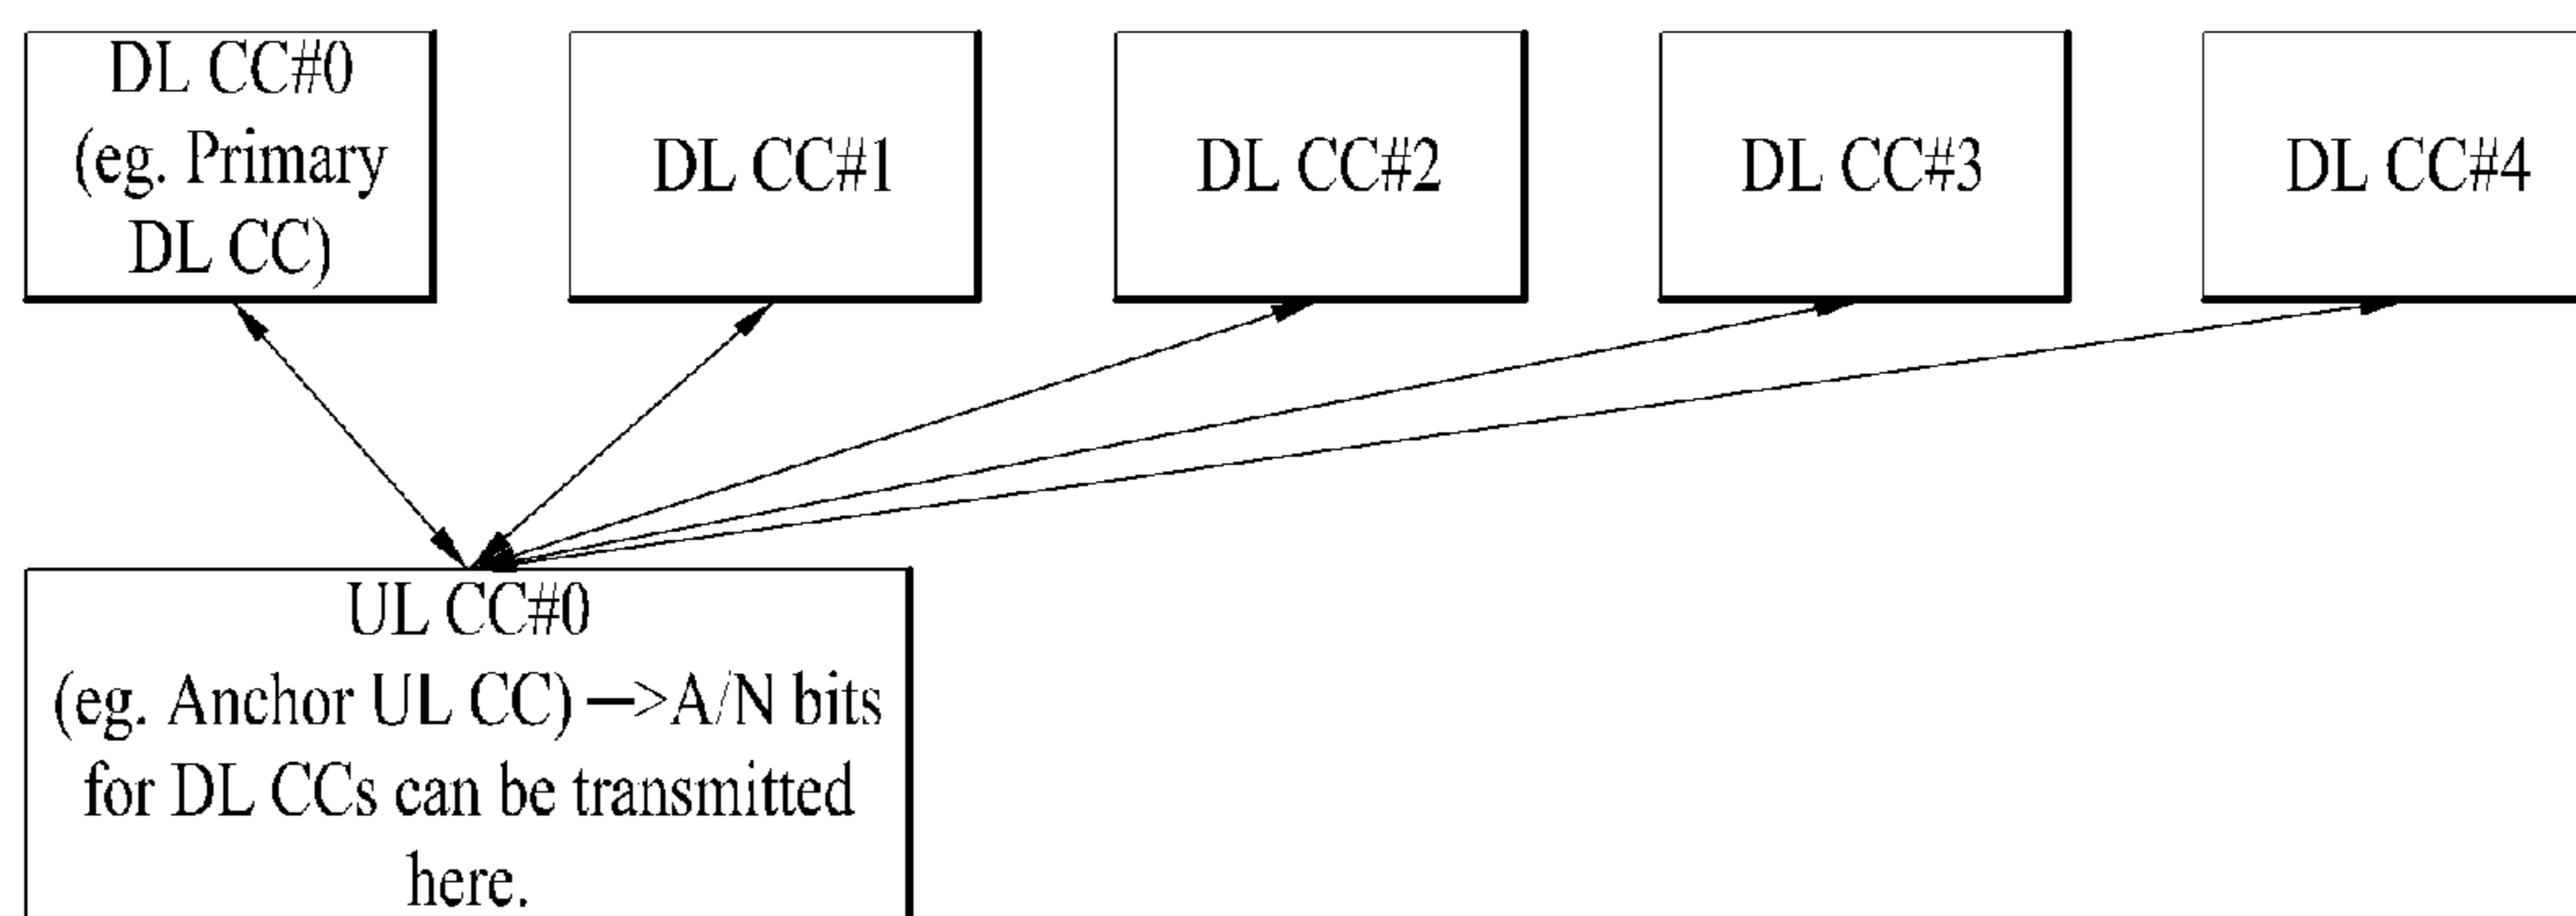 DL CC#0
(eg. Primary
DL CC)
DL CC#1
DL CC#2
DL CC#3
DL CC#4
UL CC#0
(eg. Anchor UL CC) —>A/N bits
for DL CCs can be transmitted
here.